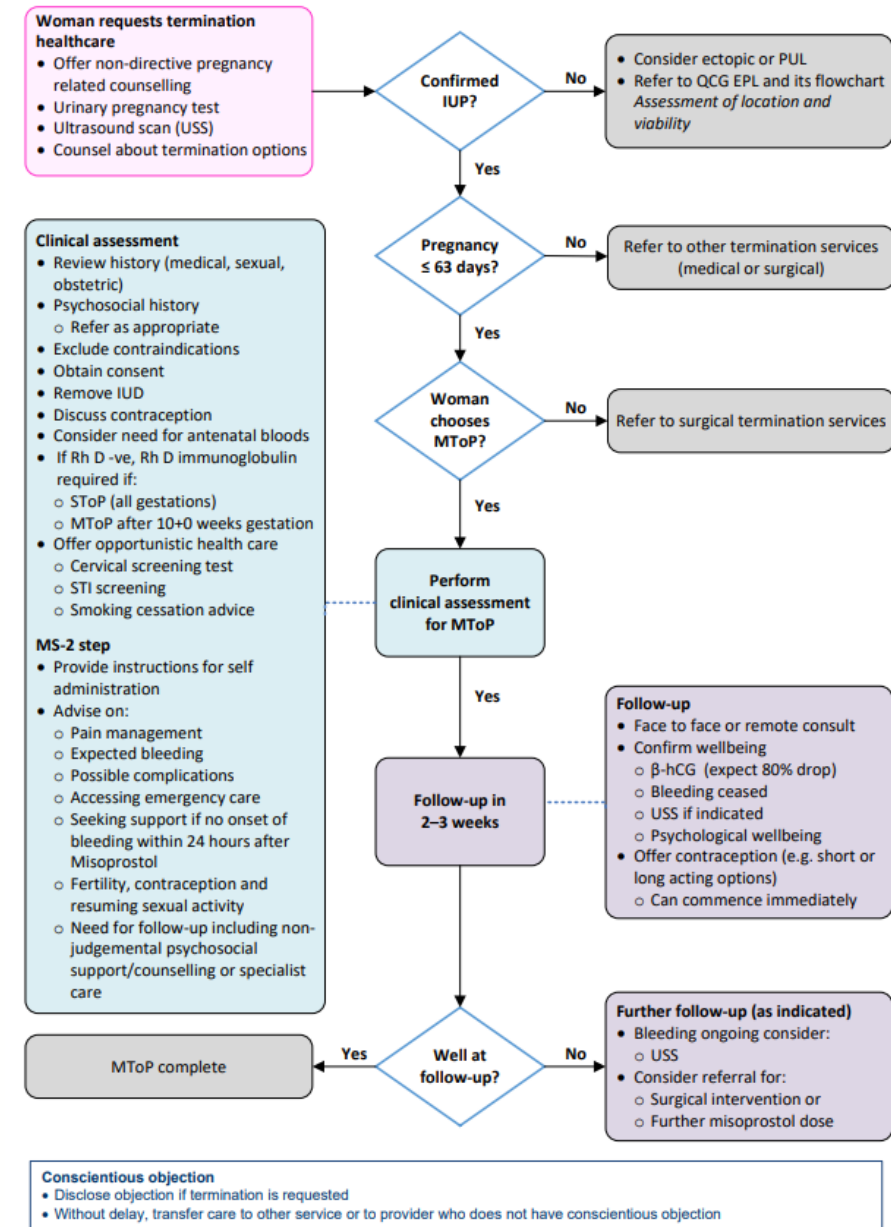 Woman requests termination
healthcare
• Offer non-directive pregnancy
related counselling
• Urinary pregnancy test
• Ultrasound scan (USS)
• Counsel about termination options
Confirmed
IUP?
No
• Consider ectopic or PUL
• Refer to QCG EPL and its flowchart
Assessment of location and
viability
Yes
Pregnancy
≤ 63 days?
No
Refer to other termination services
(medical or surgical)
Yes
Woman
chooses
MToP?
No
Refer to surgical termination services
Yes
Clinical assessment
• Review history (medical, sexual,
obstetric)
• Psychosocial history
o Refer as appropriate
• Exclude contraindications
• Obtain consent
• Remove IUD
• Discuss contraception
• Consider need for antenatal bloods
• If Rh D -ve, Rh D immunoglobulin
required if:
o SToP (all gestations)
o MToP after 10+0 weeks gestation
• Offer opportunistic health care
o Cervical screening test
o STI screening
o Smoking cessation advice
MS-2 step
• Provide instructions for self
administration
• Advise on:
o Pain management
o Expected bleeding
o Possible complications
o Accessing emergency care
o Seeking support if no onset of
bleeding within 24 hours after
Misoprostol
o Fertility, contraception and
resuming sexual activity
o Need for follow-up including non-
judgemental psychosocial
support/counselling or specialist
care
Perform
clinical assessment
for MToP
Yes
Follow-up in
2–3 weeks
Follow-up
• Face to face or remote consult
• Confirm wellbeing
o β-hCG (expect 80% drop)
o Bleeding ceased
o USS if indicated
o Psychological wellbeing
• Offer contraception (e.g. short or
long acting options)
o Can commence immediately
Well at
follow-up?
Yes
MToP complete
No
Further follow-up (as indicated)
• Bleeding ongoing consider:
o USS
• Consider referral for:
o Surgical intervention or
o Further misoprostol dose
Conscientious objection
• Disclose objection if termination is requested
• Without delay, transfer care to other service or to provider who does not have conscientious objection